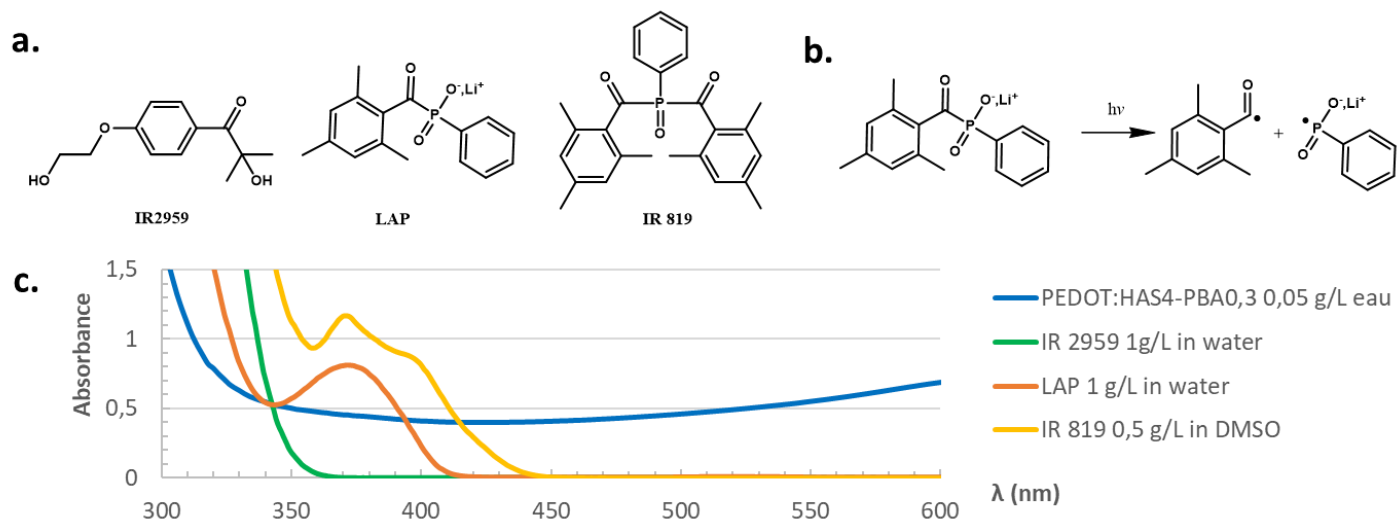 a.
b.
O
O
HO
OH
IR2959
O
O⁻,Li⁺
P
O
LAP
O
O
P
O
IR 819
O
O⁻,Li⁺
P
O
hν
O
+
O⁻,Li⁺
P
O
c.
Absorbance
1,5
1
0,5
0
300
350
400
450
500
550
600
λ (nm)
PEDOT:HAS4-PBA0,3 0,05 g/L eau
IR 2959 1g/L in water
LAP 1 g/L in water
IR 819 0,5 g/L in DMSO